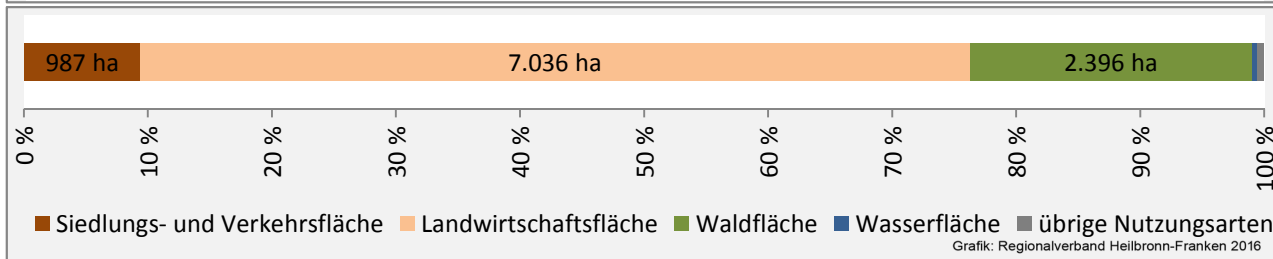 987 ha 7.036 ha 2.396 ha
0 % 10 % 20 % 30 % 40 % 50 % 60 % 70 % 80 % 90 % 100 %
Siedlungs- und Verkehrsfläche Landwirtschaftsfläche Waldfläche Wasserfläche übrige Nutzungsarten
Grafik: Regionalverband Heilbronn-Franken 2016